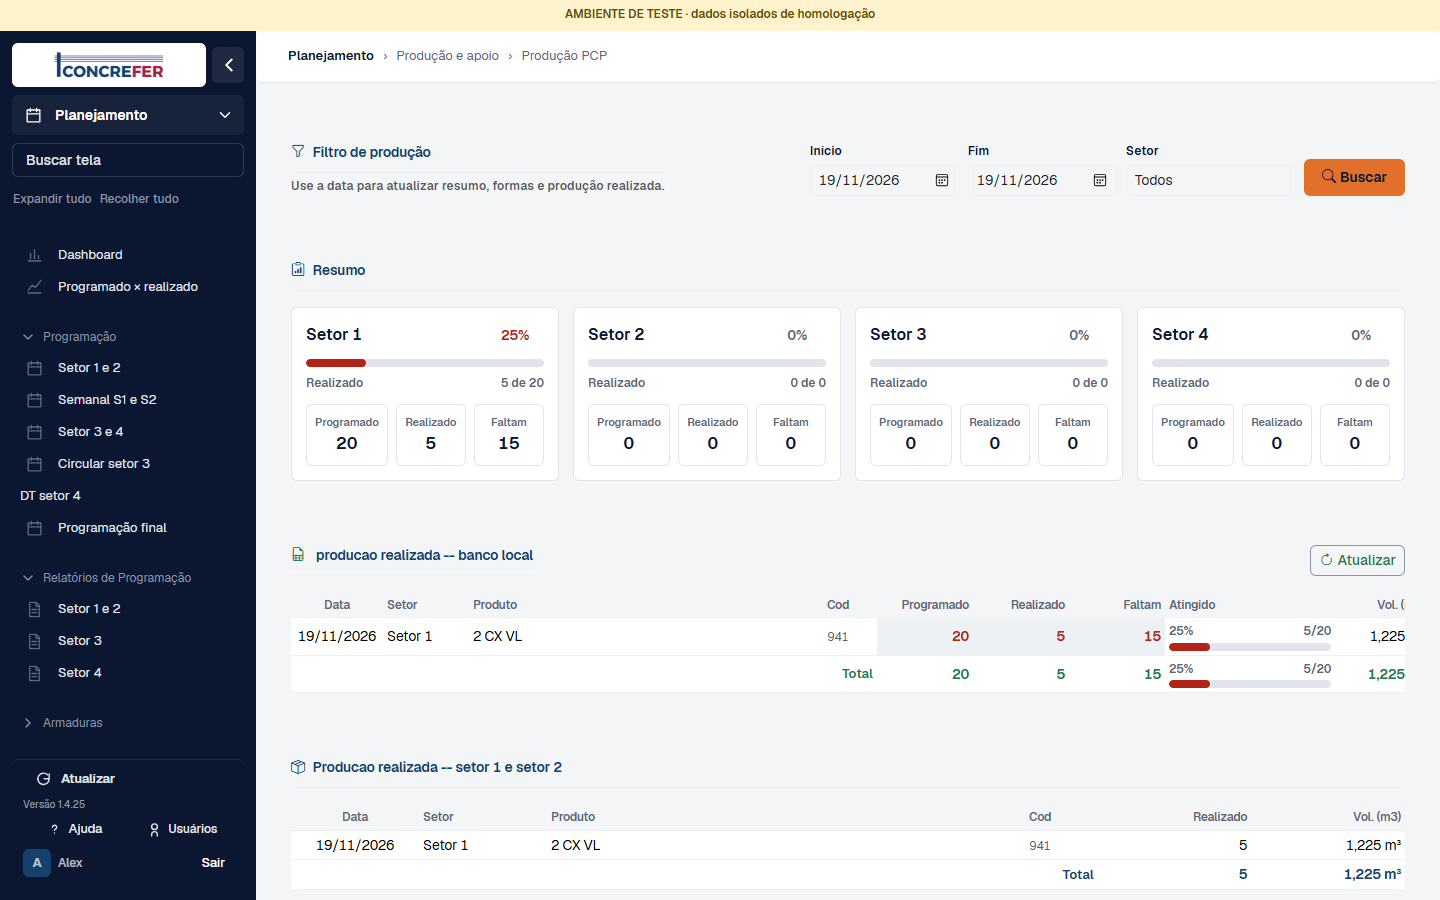 AMBIENTE DE TESTE · dados isolados de homologação
CONCREFER
Planejamento
Buscar tela
Expandir tudo Recolher tudo
Dashboard
Programado × realizado
Programação
Setor 1 e 2
Semanal S1 e S2
Setor 3 e 4
Circular setor 3
DT setor 4
Programação final
Relatórios de Programação
Setor 1 e 2
Setor 3
Setor 4
Armaduras
Atualizar
Versão 1.4.25
? Ajuda Usuários
A Alex Sair
Planejamento › Produção e apoio › Produção PCP
Filtro de produção
Use a data para atualizar resumo, formas e produção realizada.
Início Fim Setor
19/11/2026 19/11/2026 Todos Buscar
Resumo
Setor 1 25%
Realizado 5 de 20
Programado Realizado Faltam
20 5 15
Setor 2 0%
Realizado 0 de 0
Programado Realizado Faltam
0 0 0
Setor 3 0%
Realizado 0 de 0
Programado Realizado Faltam
0 0 0
Setor 4 0%
Realizado 0 de 0
Programado Realizado Faltam
0 0 0
producao realizada -- banco local Atualizar
Data Setor Produto Cod Programado Realizado Faltam Atingido Vol. (
19/11/2026 Setor 1 2 CX VL 941 20 5 15 25% 5/20 1,225
Total 20 5 15 25% 5/20 1,225
Producao realizada -- setor 1 e setor 2
Data Setor Produto Cod Realizado Vol. (m3)
19/11/2026 Setor 1 2 CX VL 941 5 1,225 m³
Total 5 1,225 m³